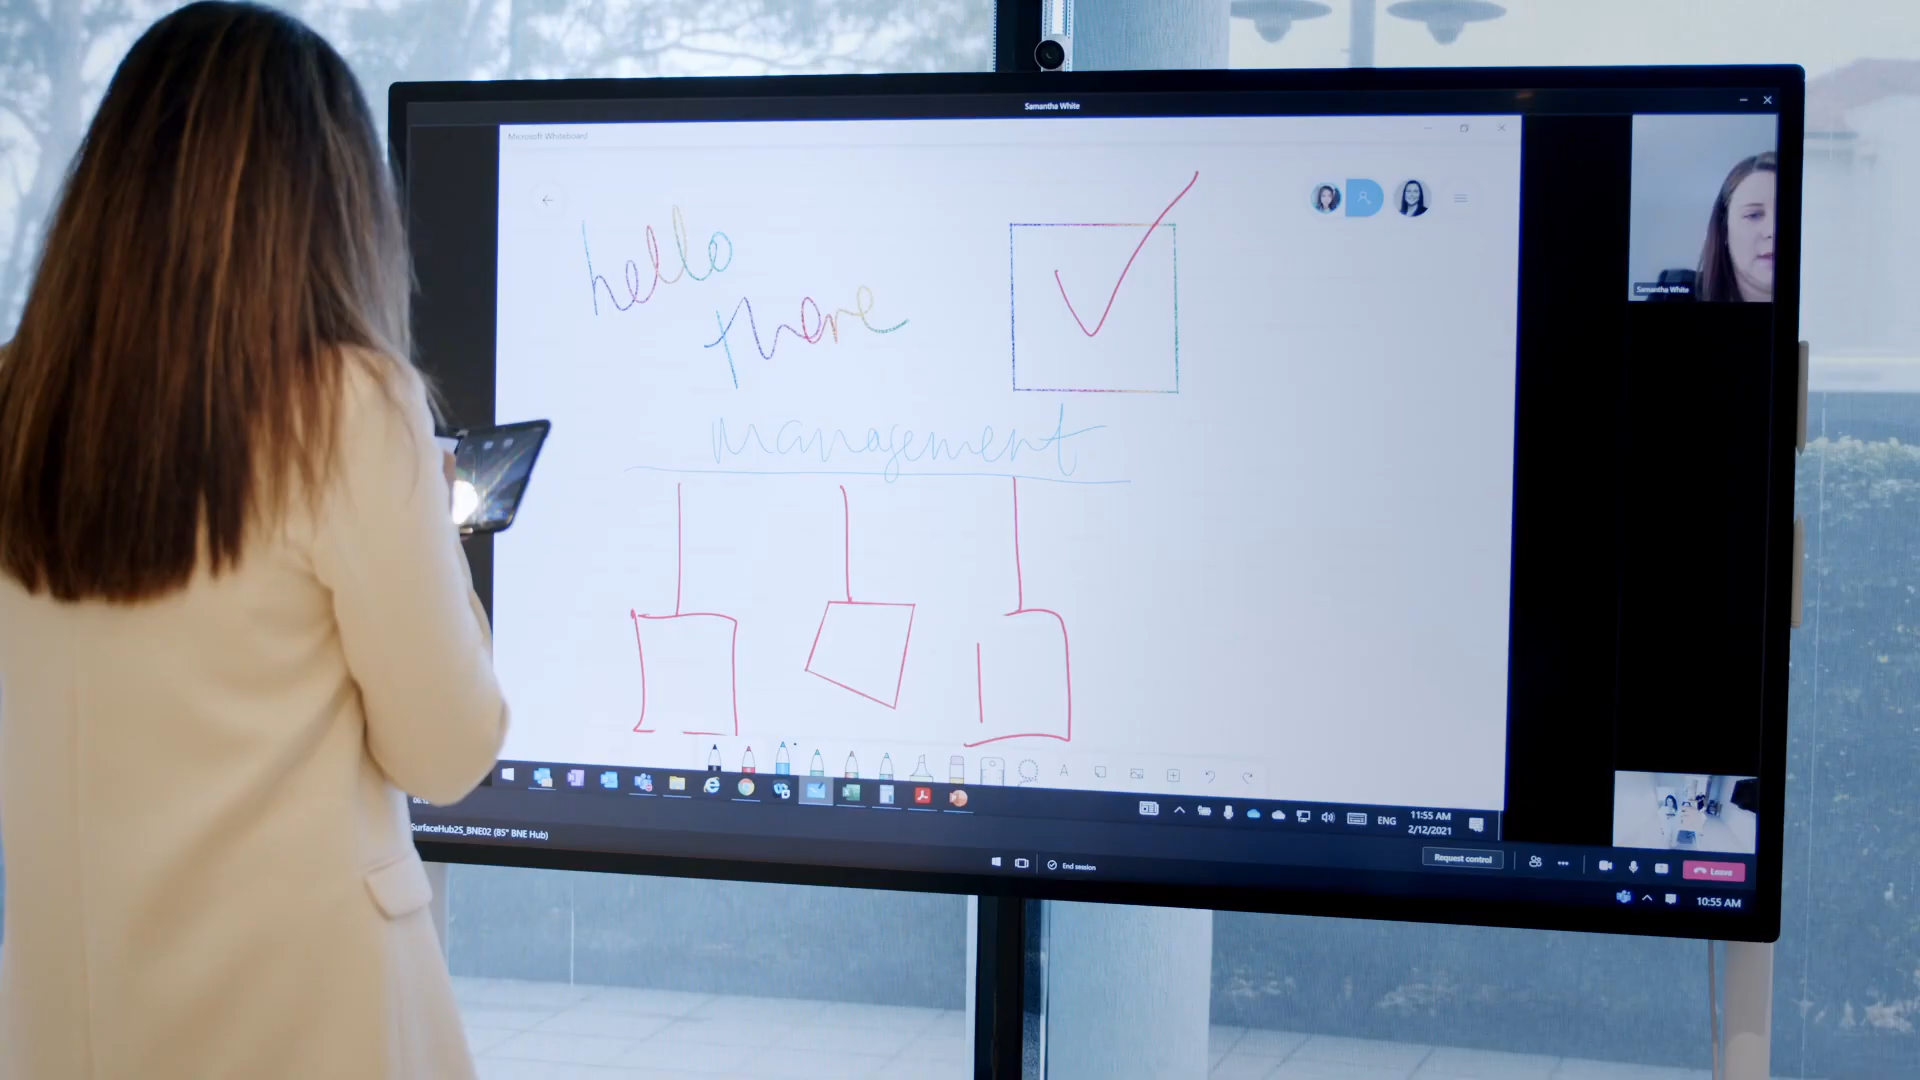 Samantha White
Microsoft Whiteboard
hello
there
Samantha White
management
A
ENG
11:55 AM
2/12/2021
SurfaceHub2S_BNE02 (85" BNE Hub)
Request control
Leave
End session
10:55 AM